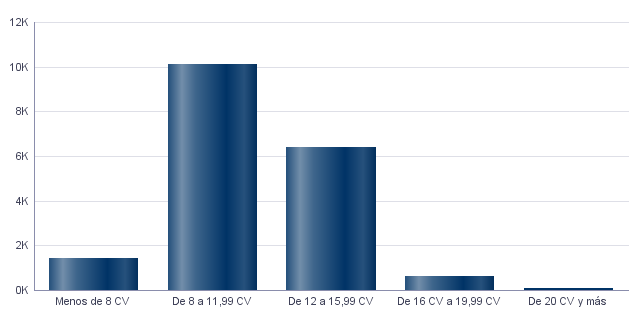 12K
10K
8K
6K
4K
2K
0K
Menos de 8 CV
De 8 a 11,99 CV
De 12 a 15,99 CV
De 16 CV a 19,99 CV
De 20 CV y más